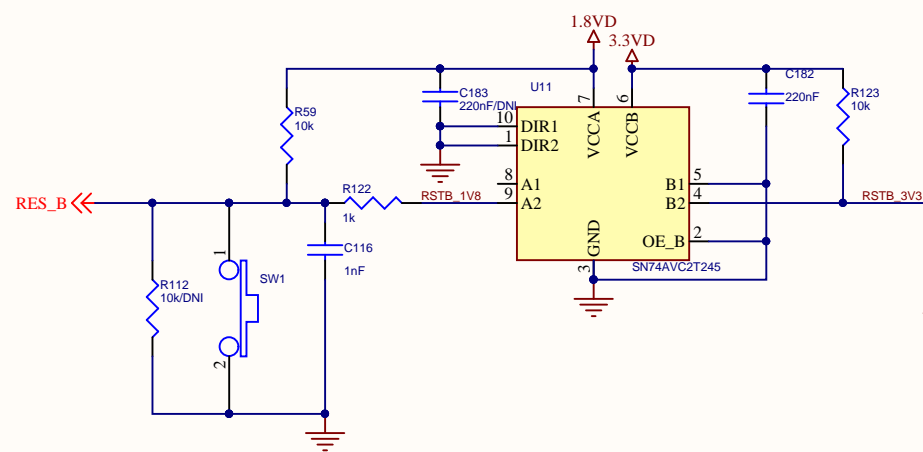 1.8VD
3.3VD
C182
220nF
U11
C183
220nF/DNI
R123
10k
R59
10k
7
6
VCCA
VCCB
10
DIR1
1
DIR2
8
A1
9
A2
B1
5
B2
4
OE_B
2
GND
3
SN74AVC2T245
RSTB_3V3
RES_B
R122
1k
RSTB_1V8
C116
1nF
R112
10k/DNI
1
SW1
2